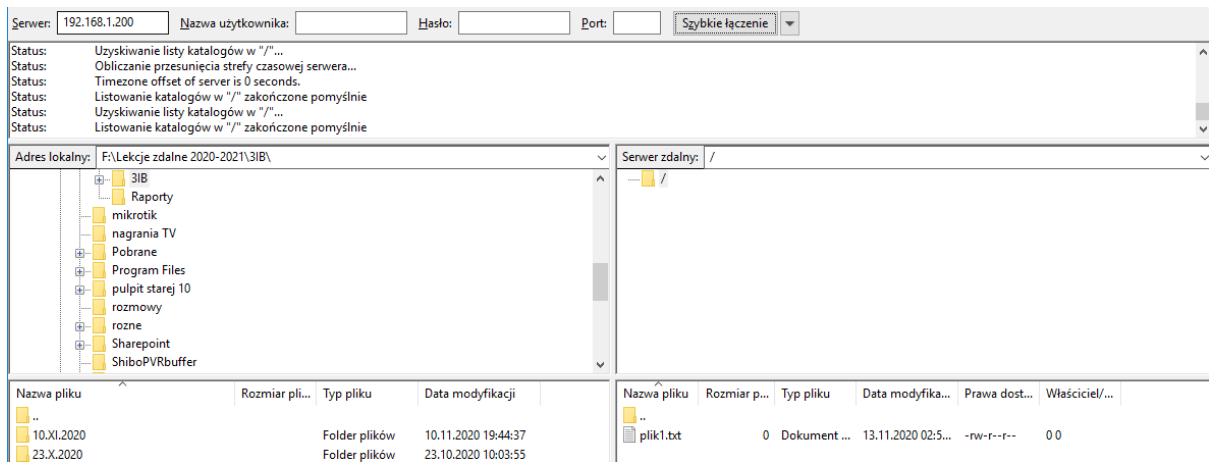 Serwer: 192.168.1.200 Nazwa użytkownika: Hasło: Port: Szybkie łączenie
Status: Uzyskiwanie listy katalogów w "/"...
Status: Obliczanie przesunięcia strefy czasowej serwera...
Status: Timezone offset of server is 0 seconds.
Status: Listowanie katalogów w "/" zakończone pomyślnie
Status: Uzyskiwanie listy katalogów w "/"...
Status: Listowanie katalogów w "/" zakończone pomyślnie
Adres lokalny: F:\Lekcje zdalne 2020-2021\3IB\
3IB
Raporty
mikrotik
nagrania TV
Pobrane
Program Files
pulpit starej 10
rozmowy
rozne
Sharepoint
ShiboPVRbuffer
Nazwa pliku Rozmiar pli... Typ pliku Data modyfikacji
..
10.XI.2020 Folder plików 10.11.2020 19:44:37
23.X.2020 Folder plików 23.10.2020 10:03:55
Serwer zdalny: /
/
Nazwa pliku Rozmiar p... Typ pliku Data modyfika... Prawa dost... Właściciel/...
..
plik1.txt 0 Dokument ... 13.11.2020 02:5... -rw-r--r-- 0 0